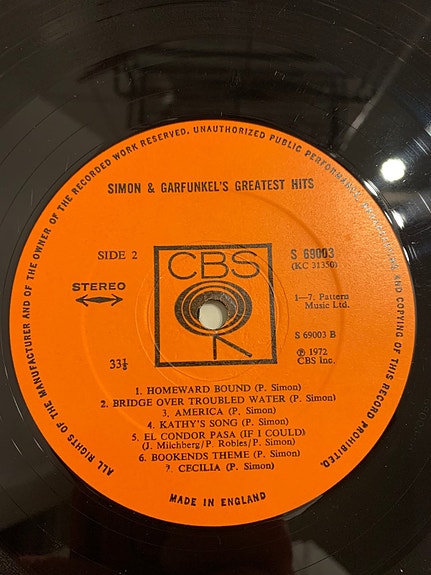 ALL RIGHTS OF THE MANUFACTURER AND OF THE OWNER OF THE RECORDED WORK RESERVED. UNAUTHORIZED PUBLIC PERFORMANCE, BROADCASTING AND COPYING OF THIS RECORD PROHIBITED.
SIMON & GARFUNKEL'S GREATEST HITS
SIDE 2
S 69003
(KC 31350)
CBS
STEREO
1—7. Pattern
Music Ltd.
S 69003 B
33⅓
℗ 1972
CBS Inc.
1. HOMEWARD BOUND (P. Simon)
2. BRIDGE OVER TROUBLED WATER (P. Simon)
3. AMERICA (P. Simon)
4. KATHY'S SONG (P. Simon)
5. EL CONDOR PASA (IF I COULD)
(J. Milchberg/P. Robles/P. Simon)
6. BOOKENDS THEME (P. Simon)
7. CECILIA (P. Simon)
MADE IN ENGLAND